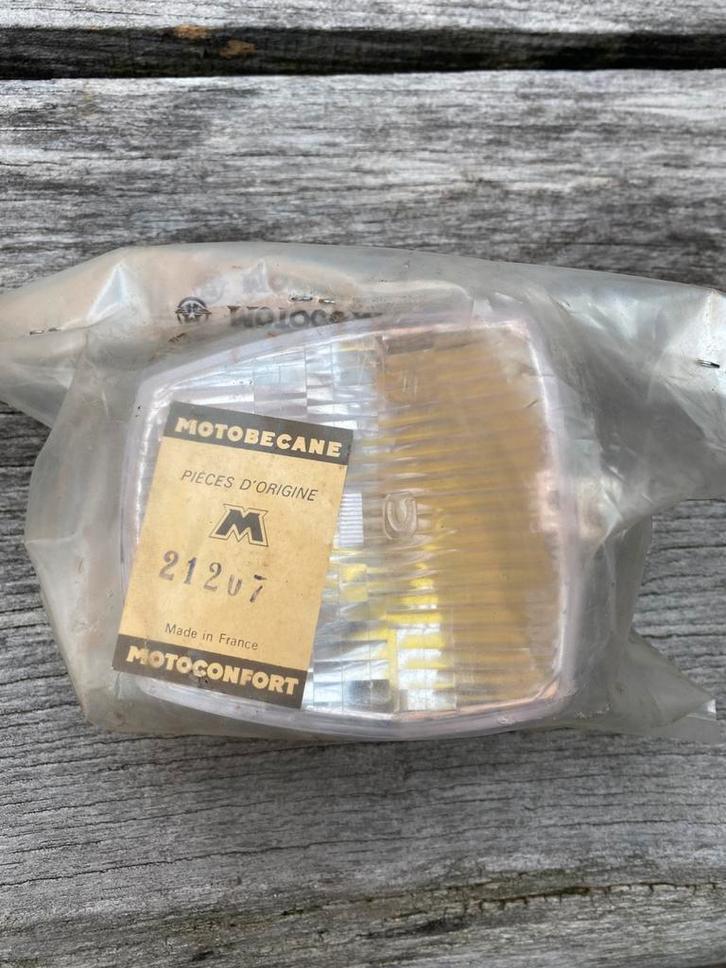 MOTOBECANE
PIÈCES D'ORIGINE
M
21207
Made in France
MOTOCONFORT